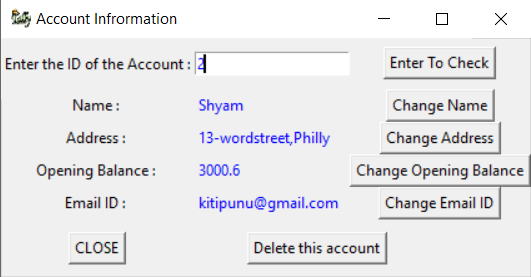 Account Infrormation
Enter the ID of the Account : 2 Enter To Check
Name : Shyam Change Name
Address : 13-wordstreet,Philly Change Address
Opening Balance : 3000.6 Change Opening Balance
Email ID : kitipunu@gmail.com Change Email ID
CLOSE Delete this account